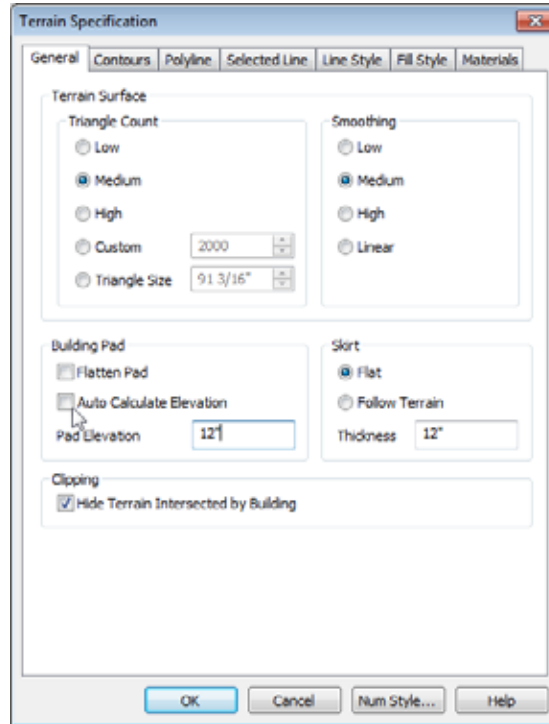 Terrain Specification
General Contours Polyline Selected Line Line Style Fill Style Materials
Terrain Surface
Triangle Count
Low
Medium
High
Custom 2000
Triangle Size 91 3/16"
Smoothing
Low
Medium
High
Linear
Building Pad
Flatten Pad
Auto Calculate Elevation
Pad Elevation 12"
Skirt
Flat
Follow Terrain
Thickness 12"
Clipping
Hide Terrain Intersected by Building
OK Cancel Num Style... Help